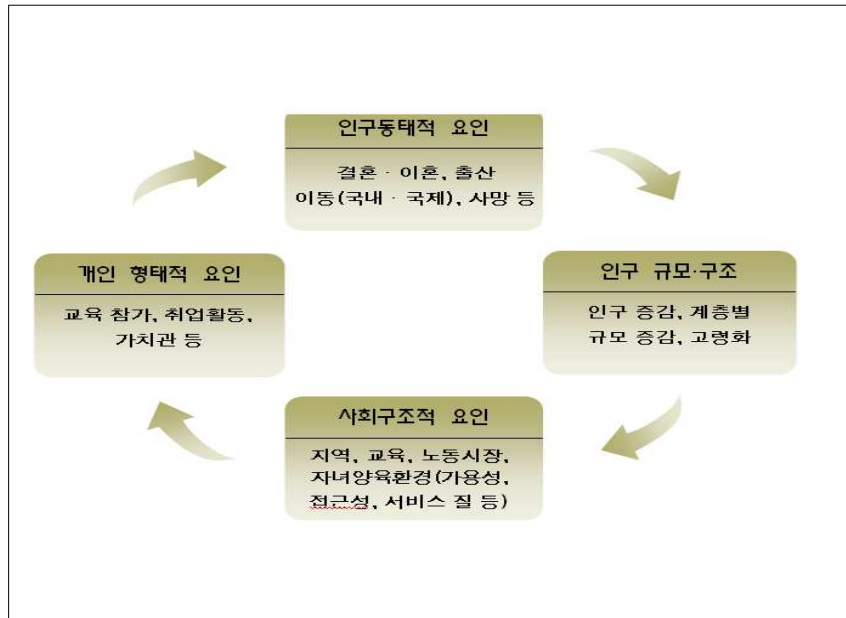 인구동태적 요인
결혼 · 이혼, 출산
이동(국내 · 국제), 사망 등
인구 규모·구조
인구 증감, 계층별
규모 증감, 고령화
사회구조적 요인
지역, 교육, 노동시장,
자녀양육환경(가용성,
접근성, 서비스 질 등)
개인 형태적 요인
교육 참가, 취업활동,
가치관 등